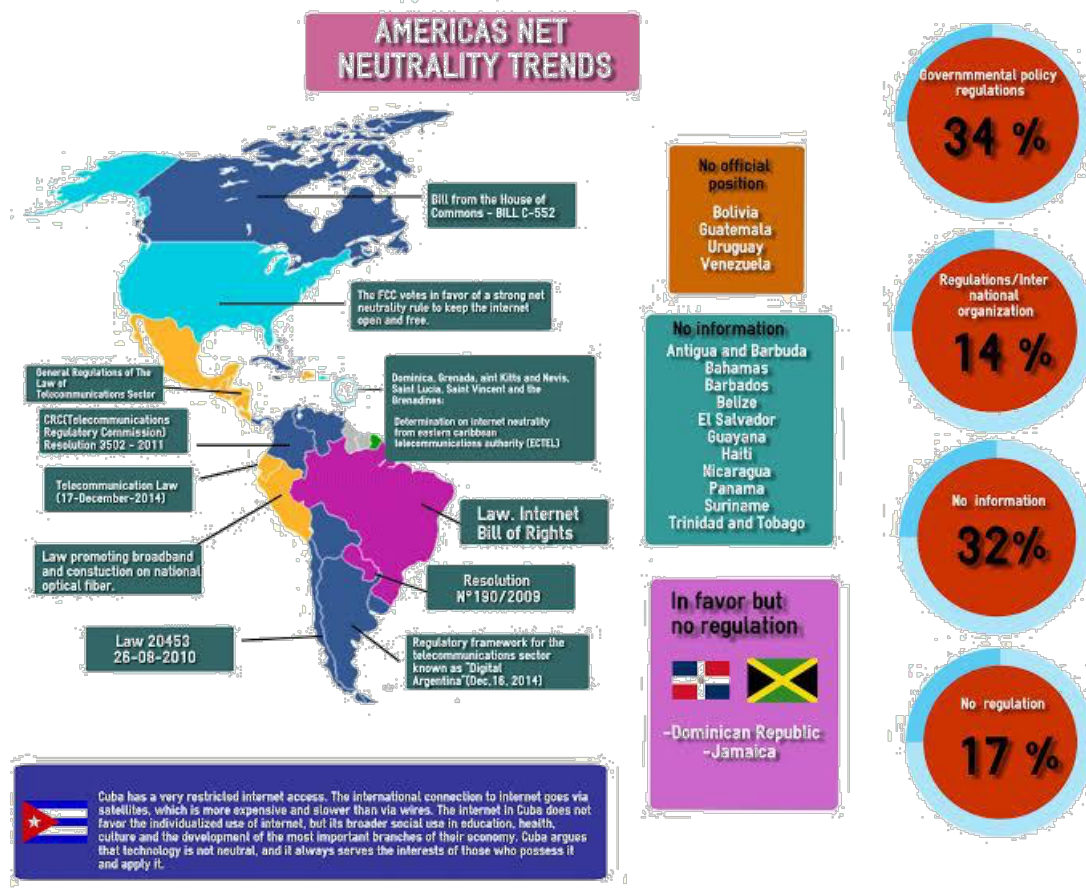 AMERICAS NET
NEUTRALITY TRENDS
Bill from the House of
Commons - BILL C-552
The FCC votes in favor of a strong net
neutrality rule to keep the internet
open and free.
General Regulations of The
Law of
Telecommunications Sector
CRC(Telecommunications
Regulatory Commission)
Resolution 3502 - 2011
Telecommunication Law
(17-December-2014)
Law promoting broadband
and constuction on national
optical fiber.
Law 20453
26-08-2010
Dominica, Grenada, aint Kitts and Nevis,
Saint Lucia, Saint Vincent and the
Grenadines:
Determination on internet neutrality
from eastern caribbean
telecommunications authority (ECTEL)
Law. Internet
Bill of Rights
Resolution
N°190/2009
Regulatory framework for the
telecommunications sector
known as "Digital
Argentina"(Dec.16, 2014)
No official
position
Bolivia
Guatemala
Uruguay
Venezuela
No information
Antigua and Barbuda
Bahamas
Barbados
Belize
El Salvador
Guayana
Haiti
Nicaragua
Panama
Suriname
Trinidad and Tobago
In favor but
no regulation
-Dominican Republic
-Jamaica
Governmmental policy
regulations
34 %
Regulations/Inter
national
organization
14 %
No information
32%
No regulation
17 %
Cuba has a very restricted internet access. The international connection to internet goes via
satellites, which is more expensive and slower than via wires. The internet in Cuba does not
favor the individualized use of internet, but its broader social use in education, health,
culture and the development of the most important branches of their economy. Cuba argues
that technology is not neutral, and it always serves the interests of those who possess it
and apply it.